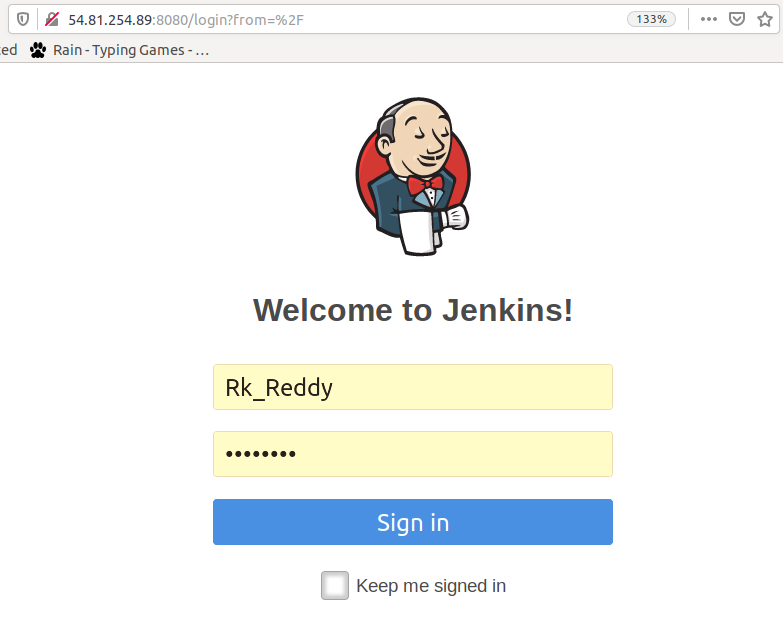 54.81.254.89:8080/login?from=%2F 133%
ed Rain - Typing Games - …
Welcome to Jenkins!
Rk_Reddy
••••••••
Sign in
Keep me signed in